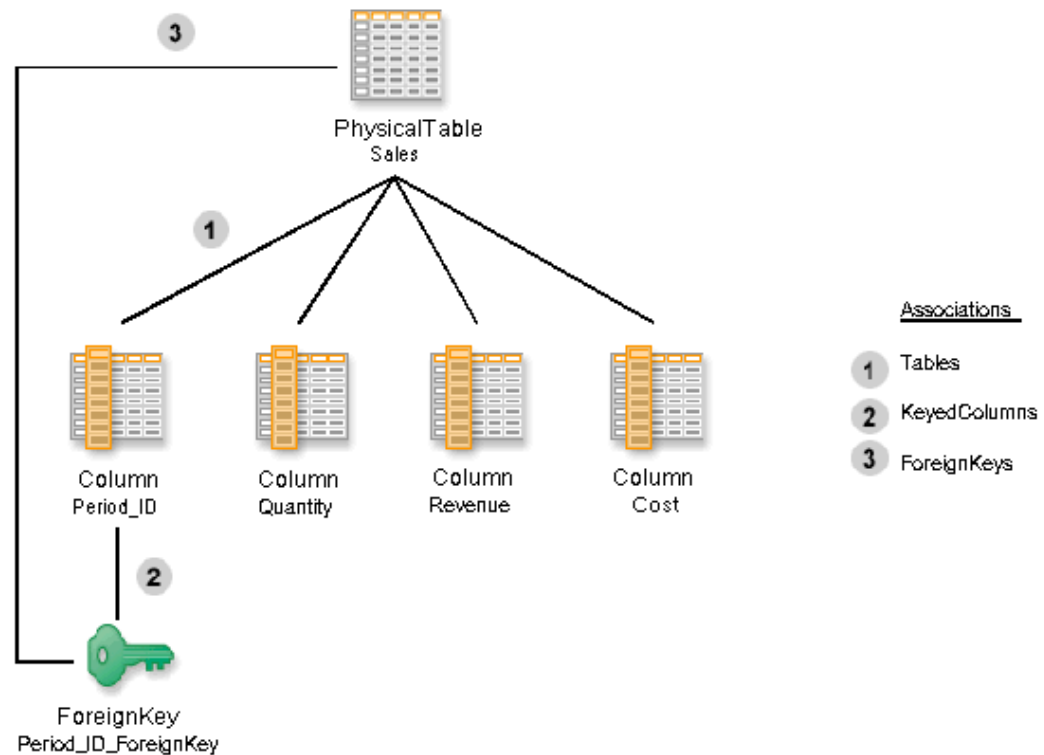 3
PhysicalTable
Sales
1
Associations
1 Tables
2 KeyedColumns
3 ForeignKeys
Column
Period_ID
Column
Quantity
Column
Revenue
Column
Cost
2
ForeignKey
Period_ID_ForeignKey